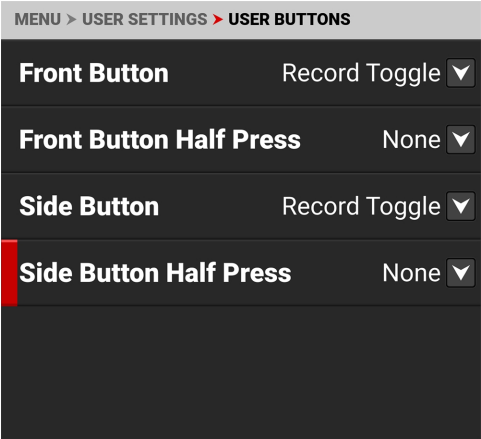 MENU > USER SETTINGS > USER BUTTONS
Front Button Record Toggle
Front Button Half Press None
Side Button Record Toggle
Side Button Half Press None